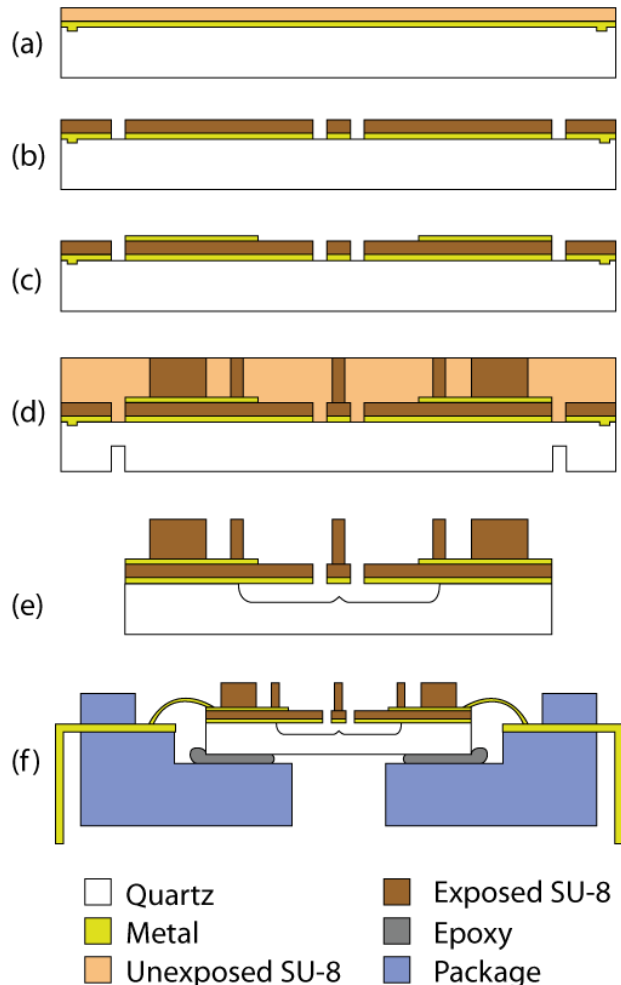 (a)
(b)
(c)
(d)
(e)
(f)
Quartz
Exposed SU-8
Metal
Epoxy
Unexposed SU-8
Package